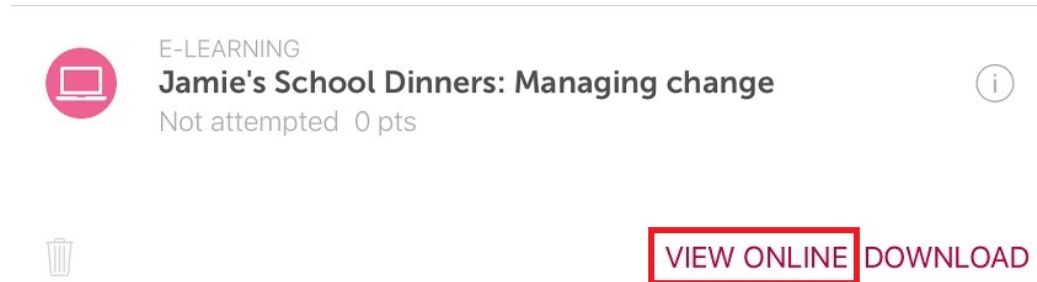 E-LEARNING
Jamie's School Dinners: Managing change
Not attempted 0 pts
VIEW ONLINE DOWNLOAD